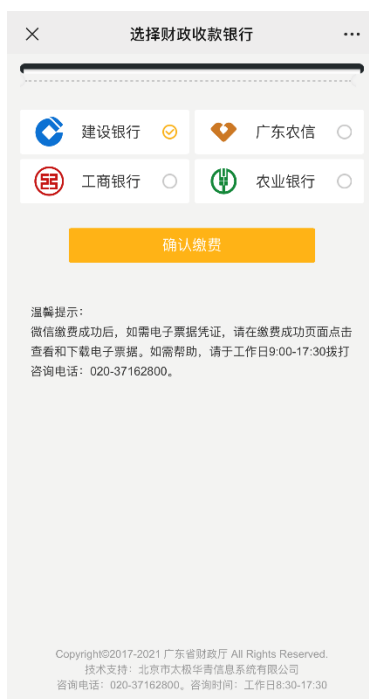 选择财政收款银行
建设银行
广东农信
工商银行
农业银行
确认缴费
温馨提示:
微信缴费成功后，如需电子票据凭证，请在缴费成功页面点击
查看和下载电子票据。如需帮助，请于工作日9:00-17:30拨打
咨询电话：020-37162800。
Copyright©2017-2021 广东省财政厅 All Rights Reserved.
技术支持：北京市太极华青信息系统有限公司
咨询电话：020-37162800。咨询时间：工作日8:30-17:30